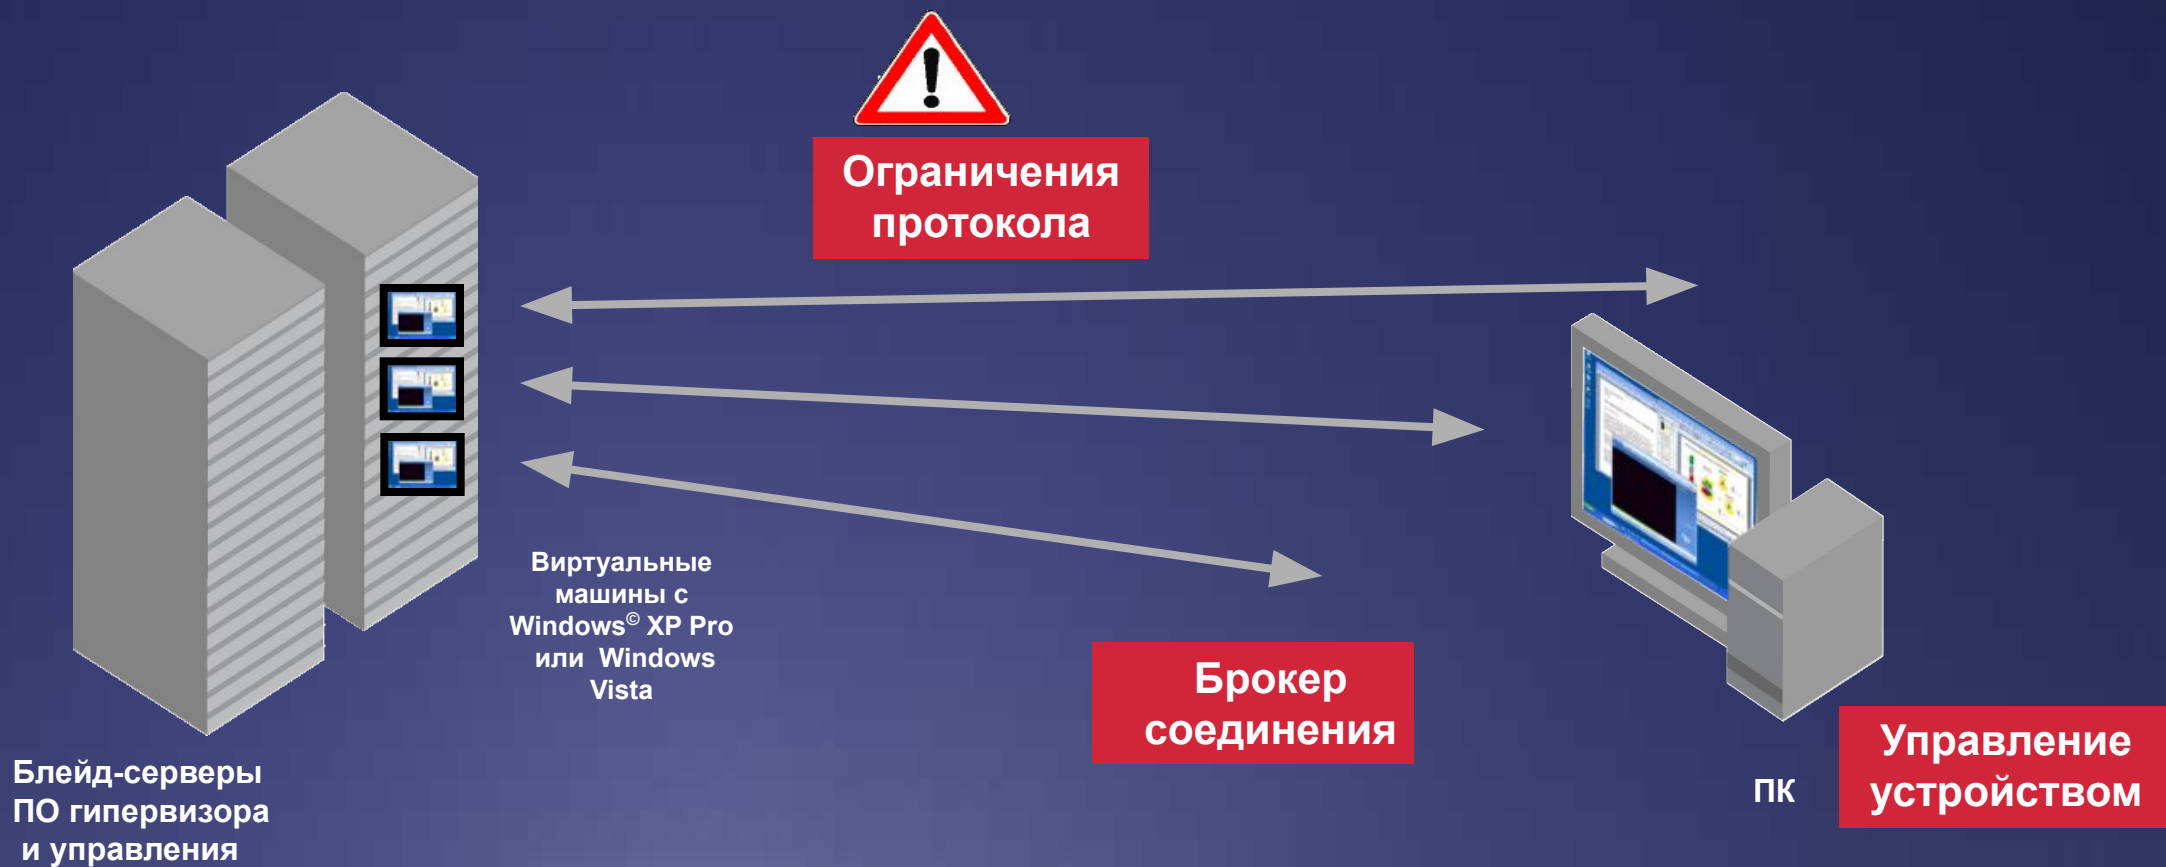 Ограничения
протокола
Виртуальные
машины с
Windows© XP Pro
или Windows
Vista
Брокер
соединения
Управление
устройством
ПК
Блейд-серверы
ПО гипервизора
и управления